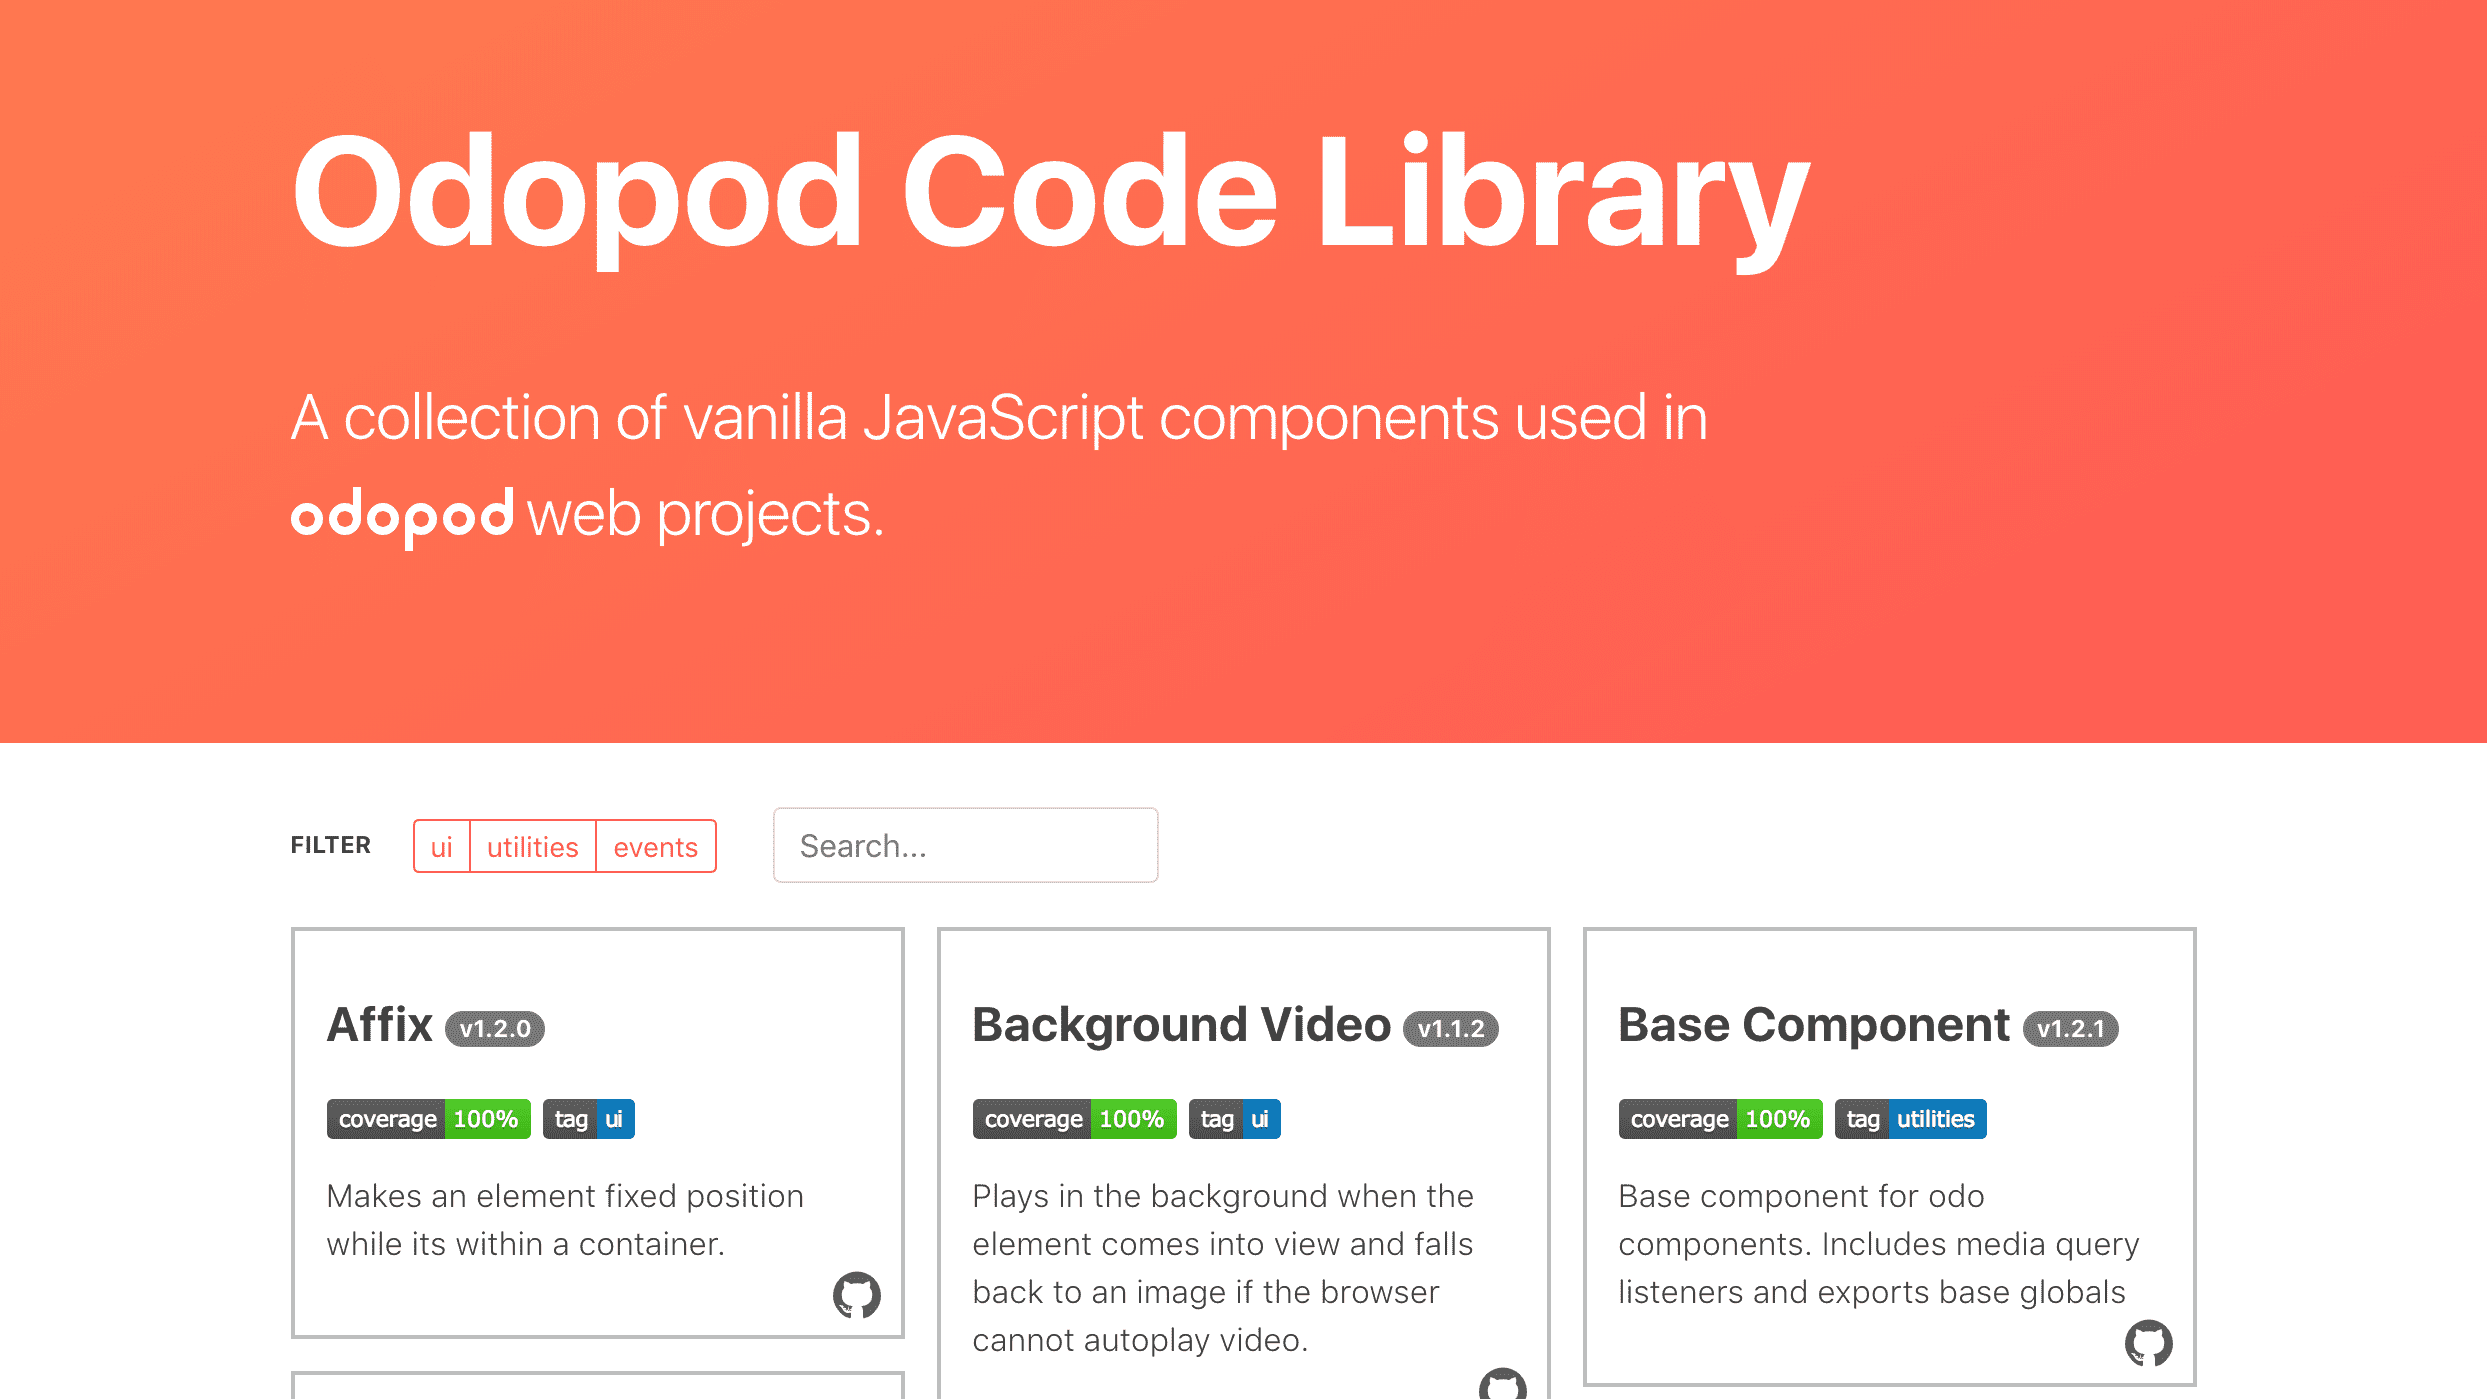 Odopod Code Library
A collection of vanilla JavaScript components used in
odopod web projects.
FILTER ui utilities events Search...
Affix v1.2.0
coverage 100% tag ui
Makes an element fixed position
while its within a container.
Background Video v1.1.2
coverage 100% tag ui
Plays in the background when the
element comes into view and falls
back to an image if the browser
cannot autoplay video.
Base Component v1.2.1
coverage 100% tag utilities
Base component for odo
components. Includes media query
listeners and exports base globals